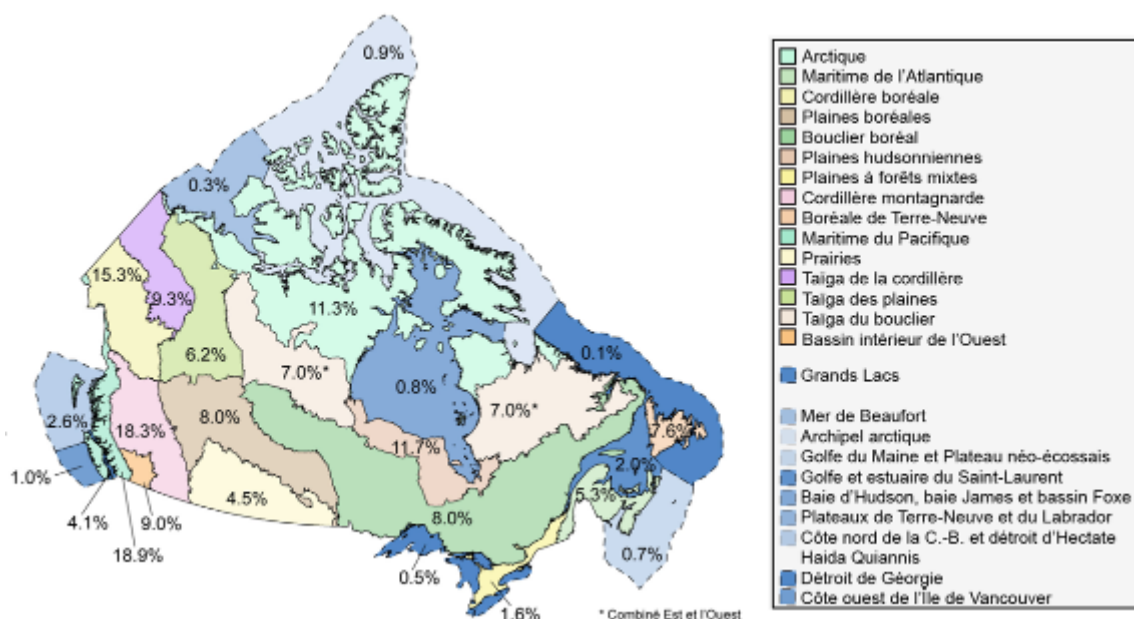 0.9%
0.3%
15.3%
9.3%
11.3%
6.2%
0.1%
7.0%*
0.8%
7.0%*
8.0%
2.6%
18.3%
11.7%
7.6%
2.0%
1.0%
4.5%
5.3%
4.1%
9.0%
8.0%
18.9%
0.7%
0.5%
1.6%
* Combiné Est et l'Ouest
Arctique
Maritime de l'Atlantique
Cordillère boréale
Plaines boréales
Bouclier boréal
Plaines hudsonniennes
Plaines à forêts mixtes
Cordillère montagnarde
Boréale de Terre-Neuve
Maritime du Pacifique
Prairies
Taïga de la cordillère
Taïga des plaines
Taïga du bouclier
Bassin intérieur de l'Ouest
Grands Lacs
Mer de Beaufort
Archipel arctique
Golfe du Maine et Plateau néo-écossais
Golfe et estuaire du Saint-Laurent
Baie d'Hudson, baie James et bassin Foxe
Plateaux de Terre-Neuve et du Labrador
Côte nord de la C.-B. et détroit d'Hectate
Haida Quiannis
Détroit de Géorgie
Côte ouest de l'Île de Vancouver